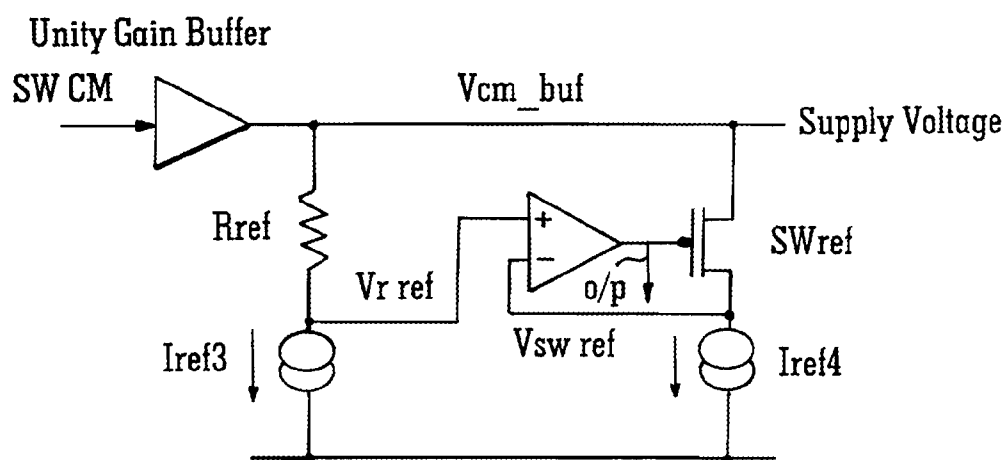 Unity Gain Buffer
SW CM
Vcm_buf
Supply Voltage
Rref
+
SWref
−
o/p
Vr ref
Vsw ref
Iref3
Iref4